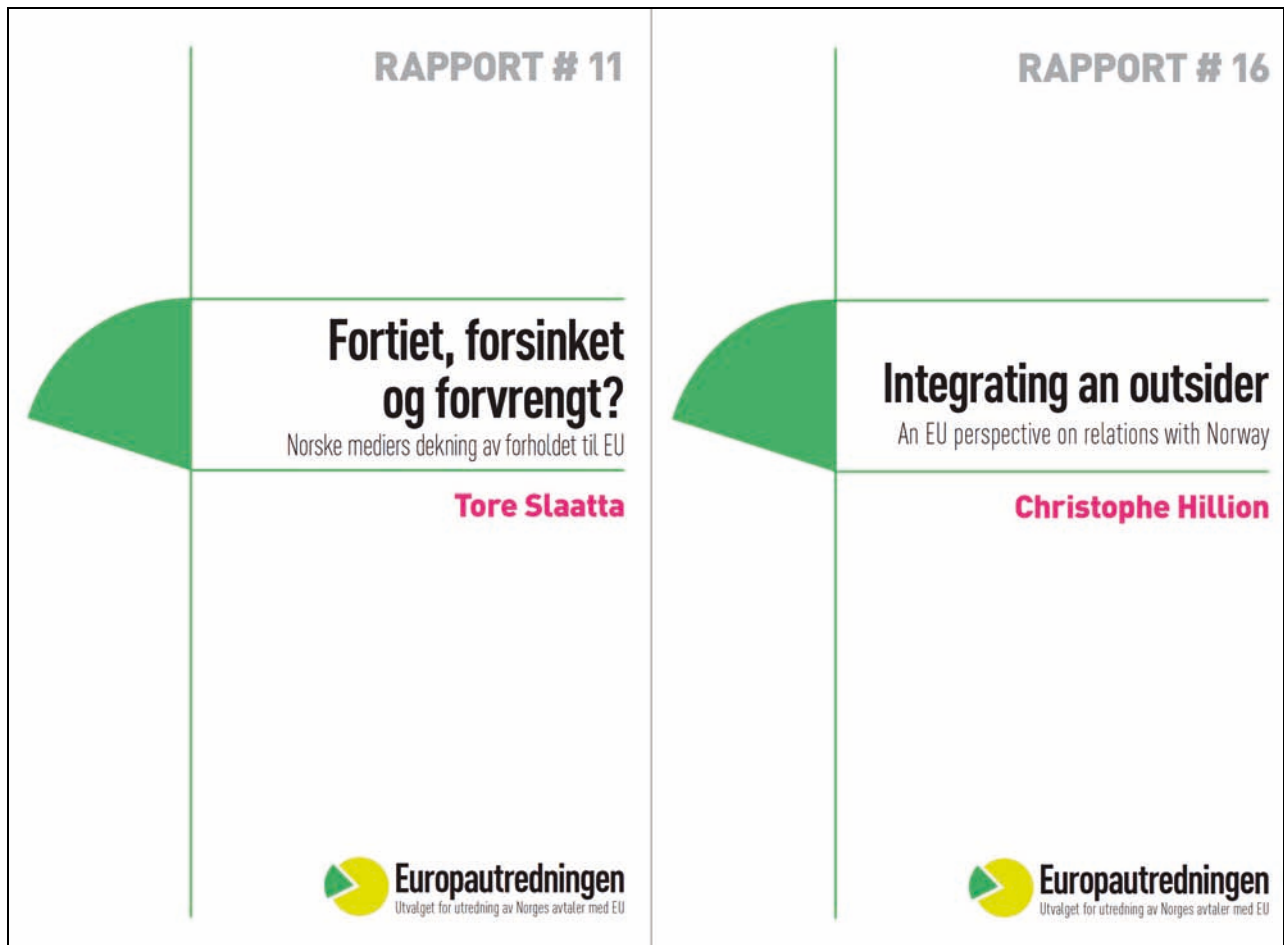 RAPPORT # 11
Fortiet, forsinket
og forvrengt?
Norske mediers dekning av forholdet til EU
Tore Slaatta
Europautredningen
Utvalget for utredning av Norges avtaler med EU
RAPPORT # 16
Integrating an outsider
An EU perspective on relations with Norway
Christophe Hillion
Europautredningen
Utvalget for utredning av Norges avtaler med EU